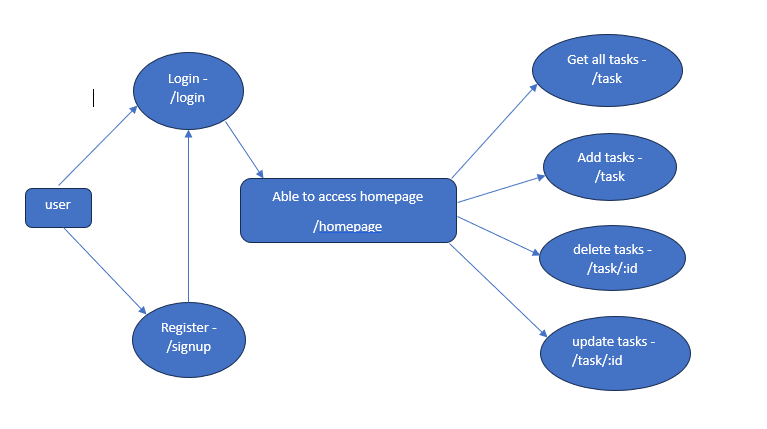 user
Login -
/login
Register -
/signup
Able to access homepage
/homepage
Get all tasks -
/task
Add tasks -
/task
delete tasks -
/task/:id
update tasks -
/task/:id